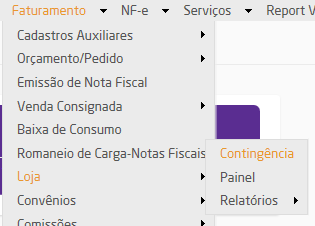 Faturamento NF-e Serviços Report
Cadastros Auxiliares
Orçamento/Pedido
Emissão de Nota Fiscal
Venda Consignada
Baixa de Consumo
Romaneio de Carga-Notas Fiscais
Loja
Convênios
Comissões
Contingência
Painel
Relatórios